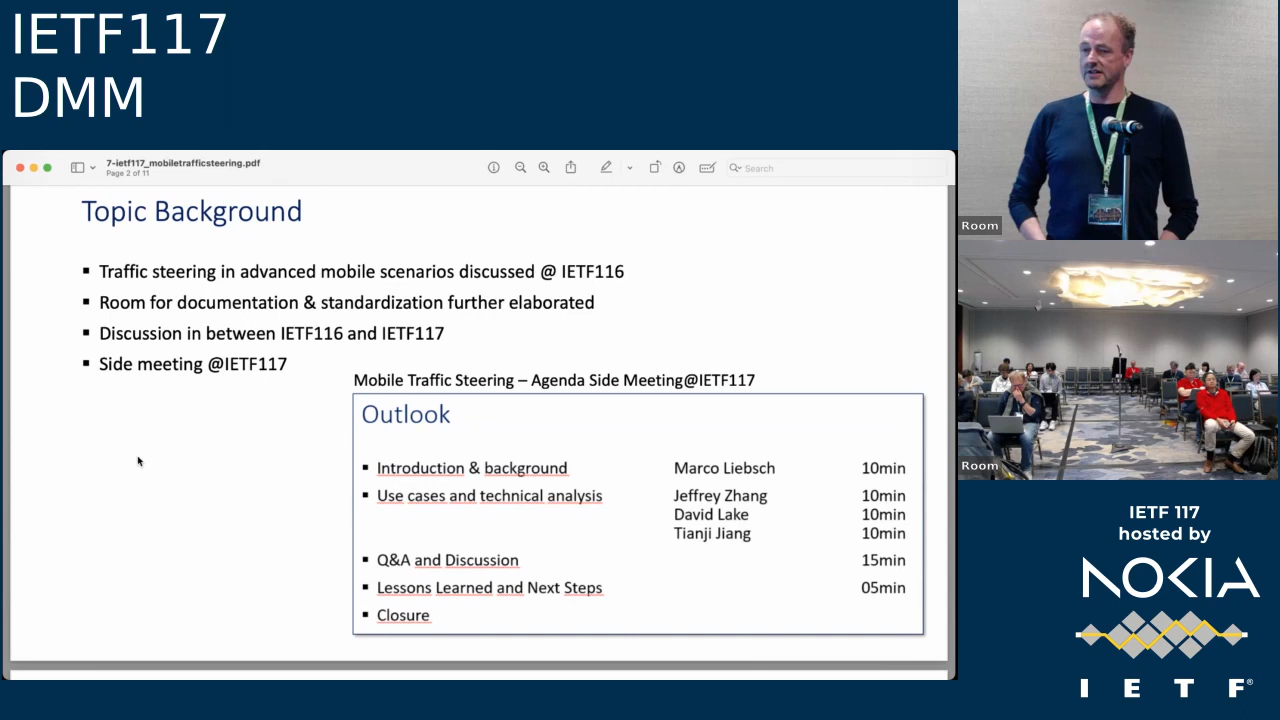 IETF117
DMM
7-ietf117_mobiletrafficsteering.pdf
Page 2 of 11
Search
Topic Background
▪ Traffic steering in advanced mobile scenarios discussed @ IETF116
▪ Room for documentation & standardization further elaborated
▪ Discussion in between IETF116 and IETF117
▪ Side meeting @IETF117
Mobile Traffic Steering – Agenda Side Meeting@IETF117
Outlook
▪ Introduction & background Marco Liebsch 10min
▪ Use cases and technical analysis Jeffrey Zhang 10min
David Lake 10min
Tianji Jiang 10min
▪ Q&A and Discussion 15min
▪ Lessons Learned and Next Steps 05min
▪ Closure
Room
Room
IETF 117
hosted by
NOKIA
I E T F®